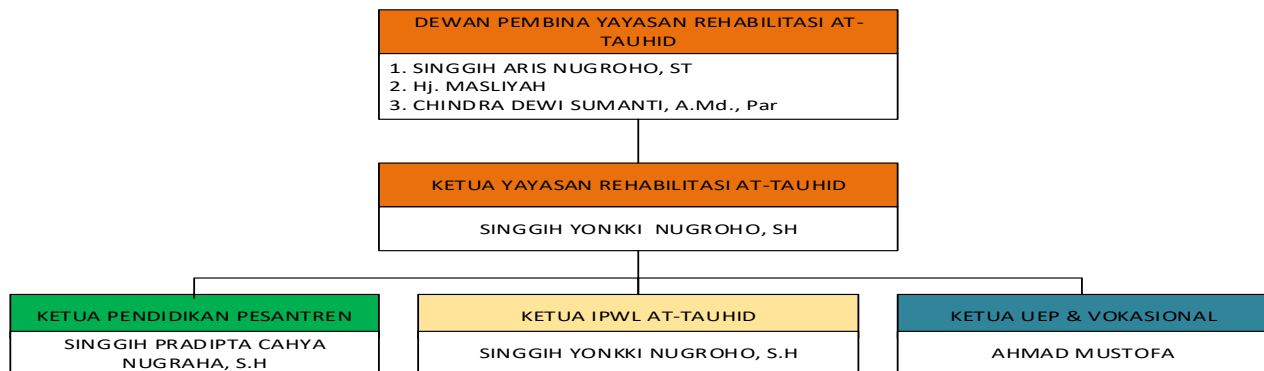 DEWAN PEMBINA YAYASAN REHABILITASI AT-
TAUHID
1. SINGGIH ARIS NUGROHO, ST
2. Hj. MASLIYAH
3. CHINDRA DEWI SUMANTI, A.Md., Par
KETUA YAYASAN REHABILITASI AT-TAUHID
SINGGIH YONKKI NUGROHO, SH
KETUA PENDIDIKAN PESANTREN
SINGGIH PRADIPTA CAHYA
NUGRAHA, S.H
KETUA IPWL AT-TAUHID
SINGGIH YONKKI NUGROHO, S.H
KETUA UEP & VOKASIONAL
AHMAD MUSTOFA